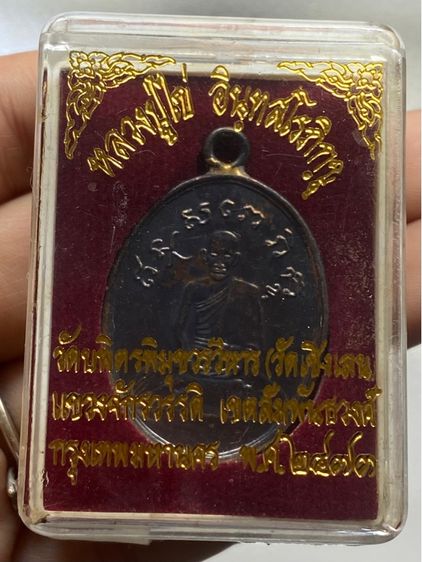 หลวงปู่ไข่ อินทสโรภิกขุ
วัดบพิตรพิมุขวรวิหาร (วัดเชิงเลน)
แขวงจักรวรรดิ เขตสัมพันธวงศ์
กรุงเทพมหานคร พ.ศ.๒๔๗๓